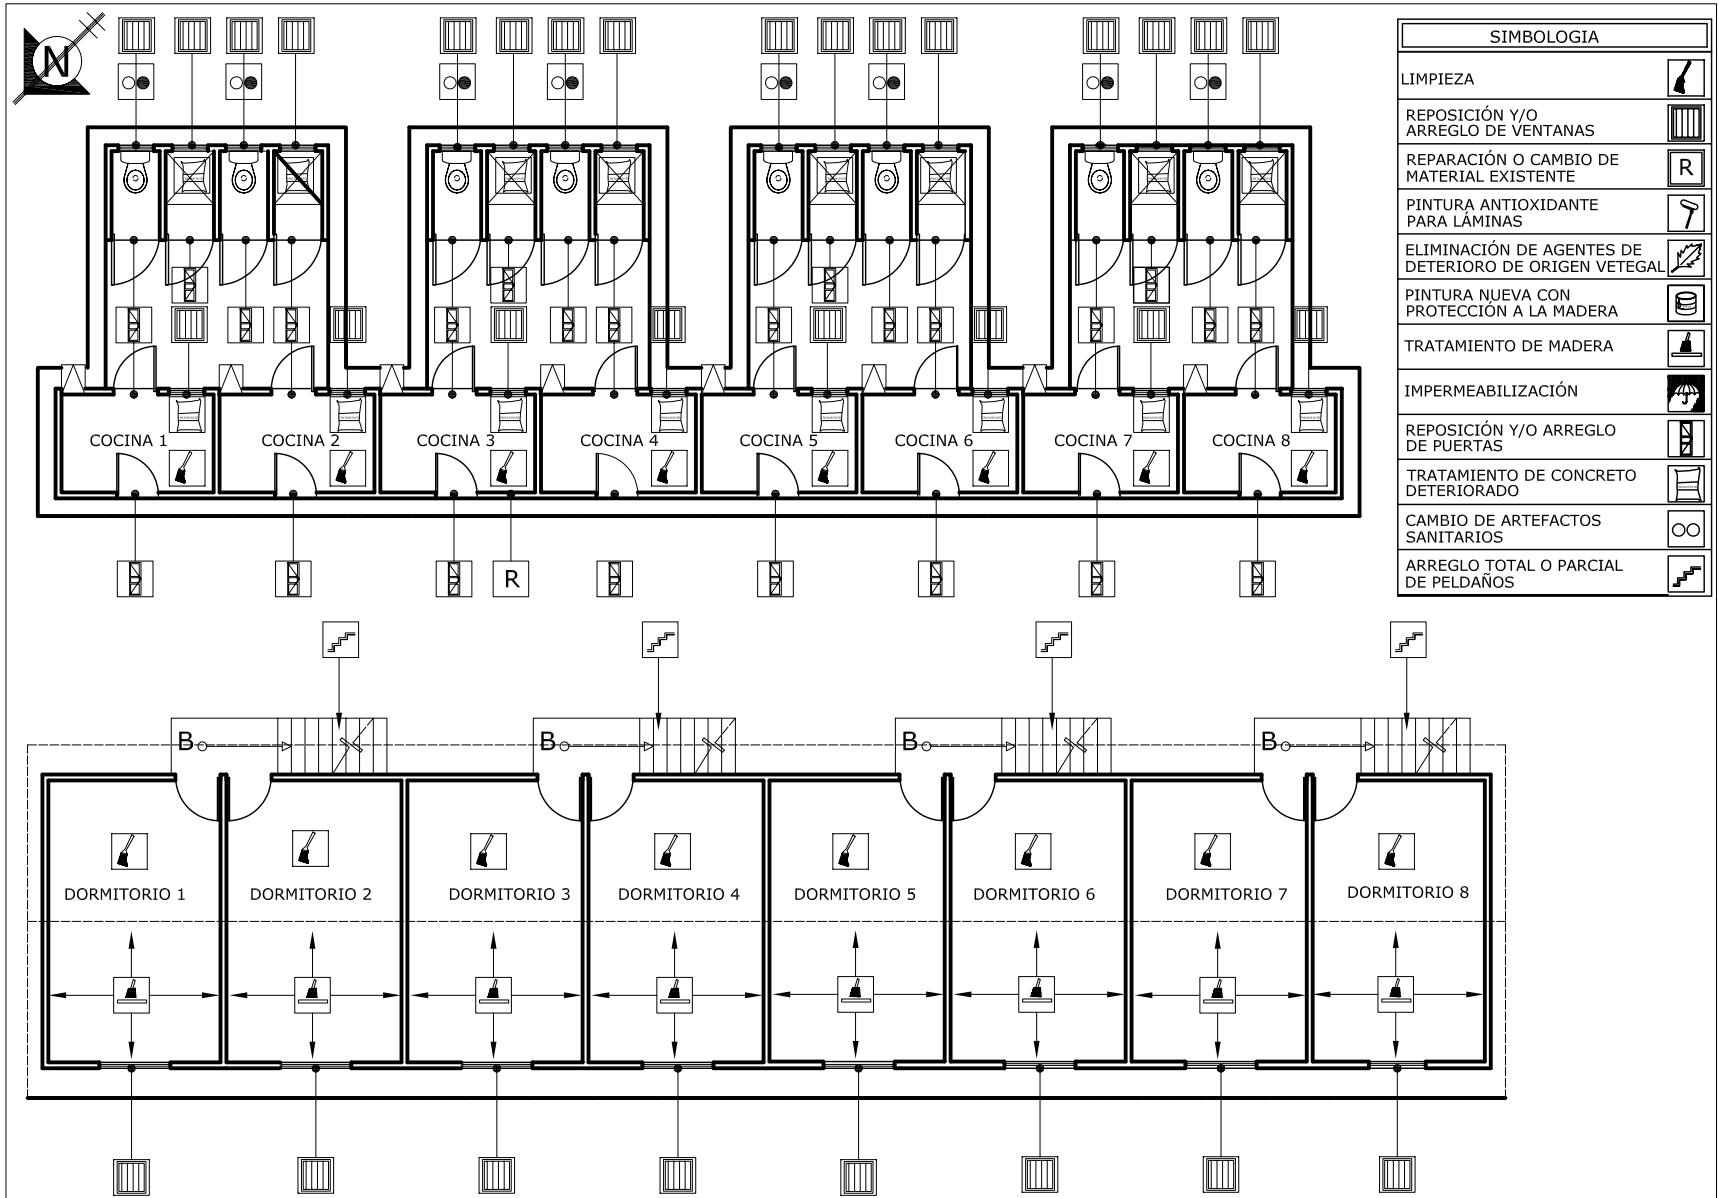 N
SIMBOLOGIA
LIMPIEZA
REPOSICIÓN Y/O
ARREGLO DE VENTANAS
REPARACIÓN O CAMBIO DE
MATERIAL EXISTENTE
R
PINTURA ANTIOXIDANTE
PARA LÁMINAS
ELIMINACIÓN DE AGENTES DE
DETERIORO DE ORIGEN VETEGAL
PINTURA NUEVA CON
PROTECCIÓN A LA MADERA
TRATAMIENTO DE MADERA
IMPERMEABILIZACIÓN
REPOSICIÓN Y/O ARREGLO
DE PUERTAS
TRATAMIENTO DE CONCRETO
DETERIORADO
CAMBIO DE ARTEFACTOS
SANITARIOS
ARREGLO TOTAL O PARCIAL
DE PELDAÑOS
COCINA 1
COCINA 2
COCINA 3
COCINA 4
COCINA 5
COCINA 6
COCINA 7
COCINA 8
R
B
B
B
B
DORMITORIO 1
DORMITORIO 2
DORMITORIO 3
DORMITORIO 4
DORMITORIO 5
DORMITORIO 6
DORMITORIO 7
DORMITORIO 8